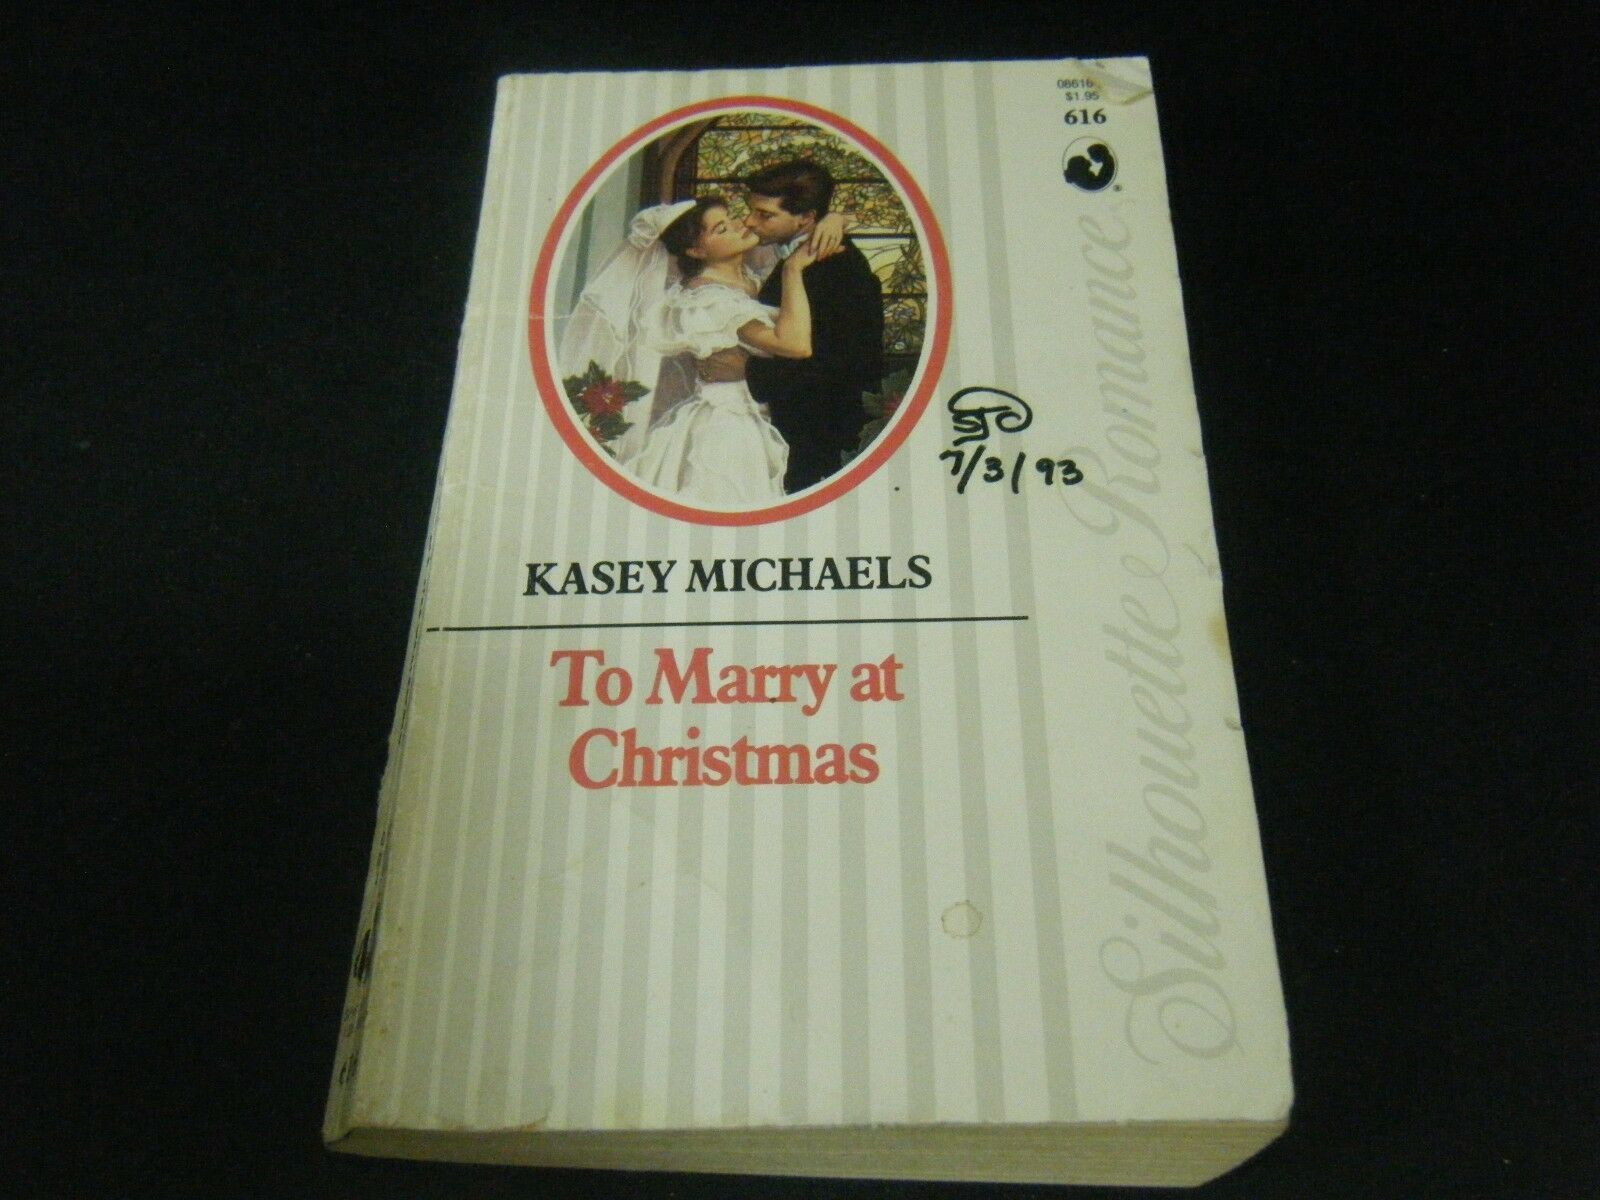 08616
$1.95
616
®
7/3/93
KASEY MICHAELS
To Marry at
Christmas
Silhouette Romance